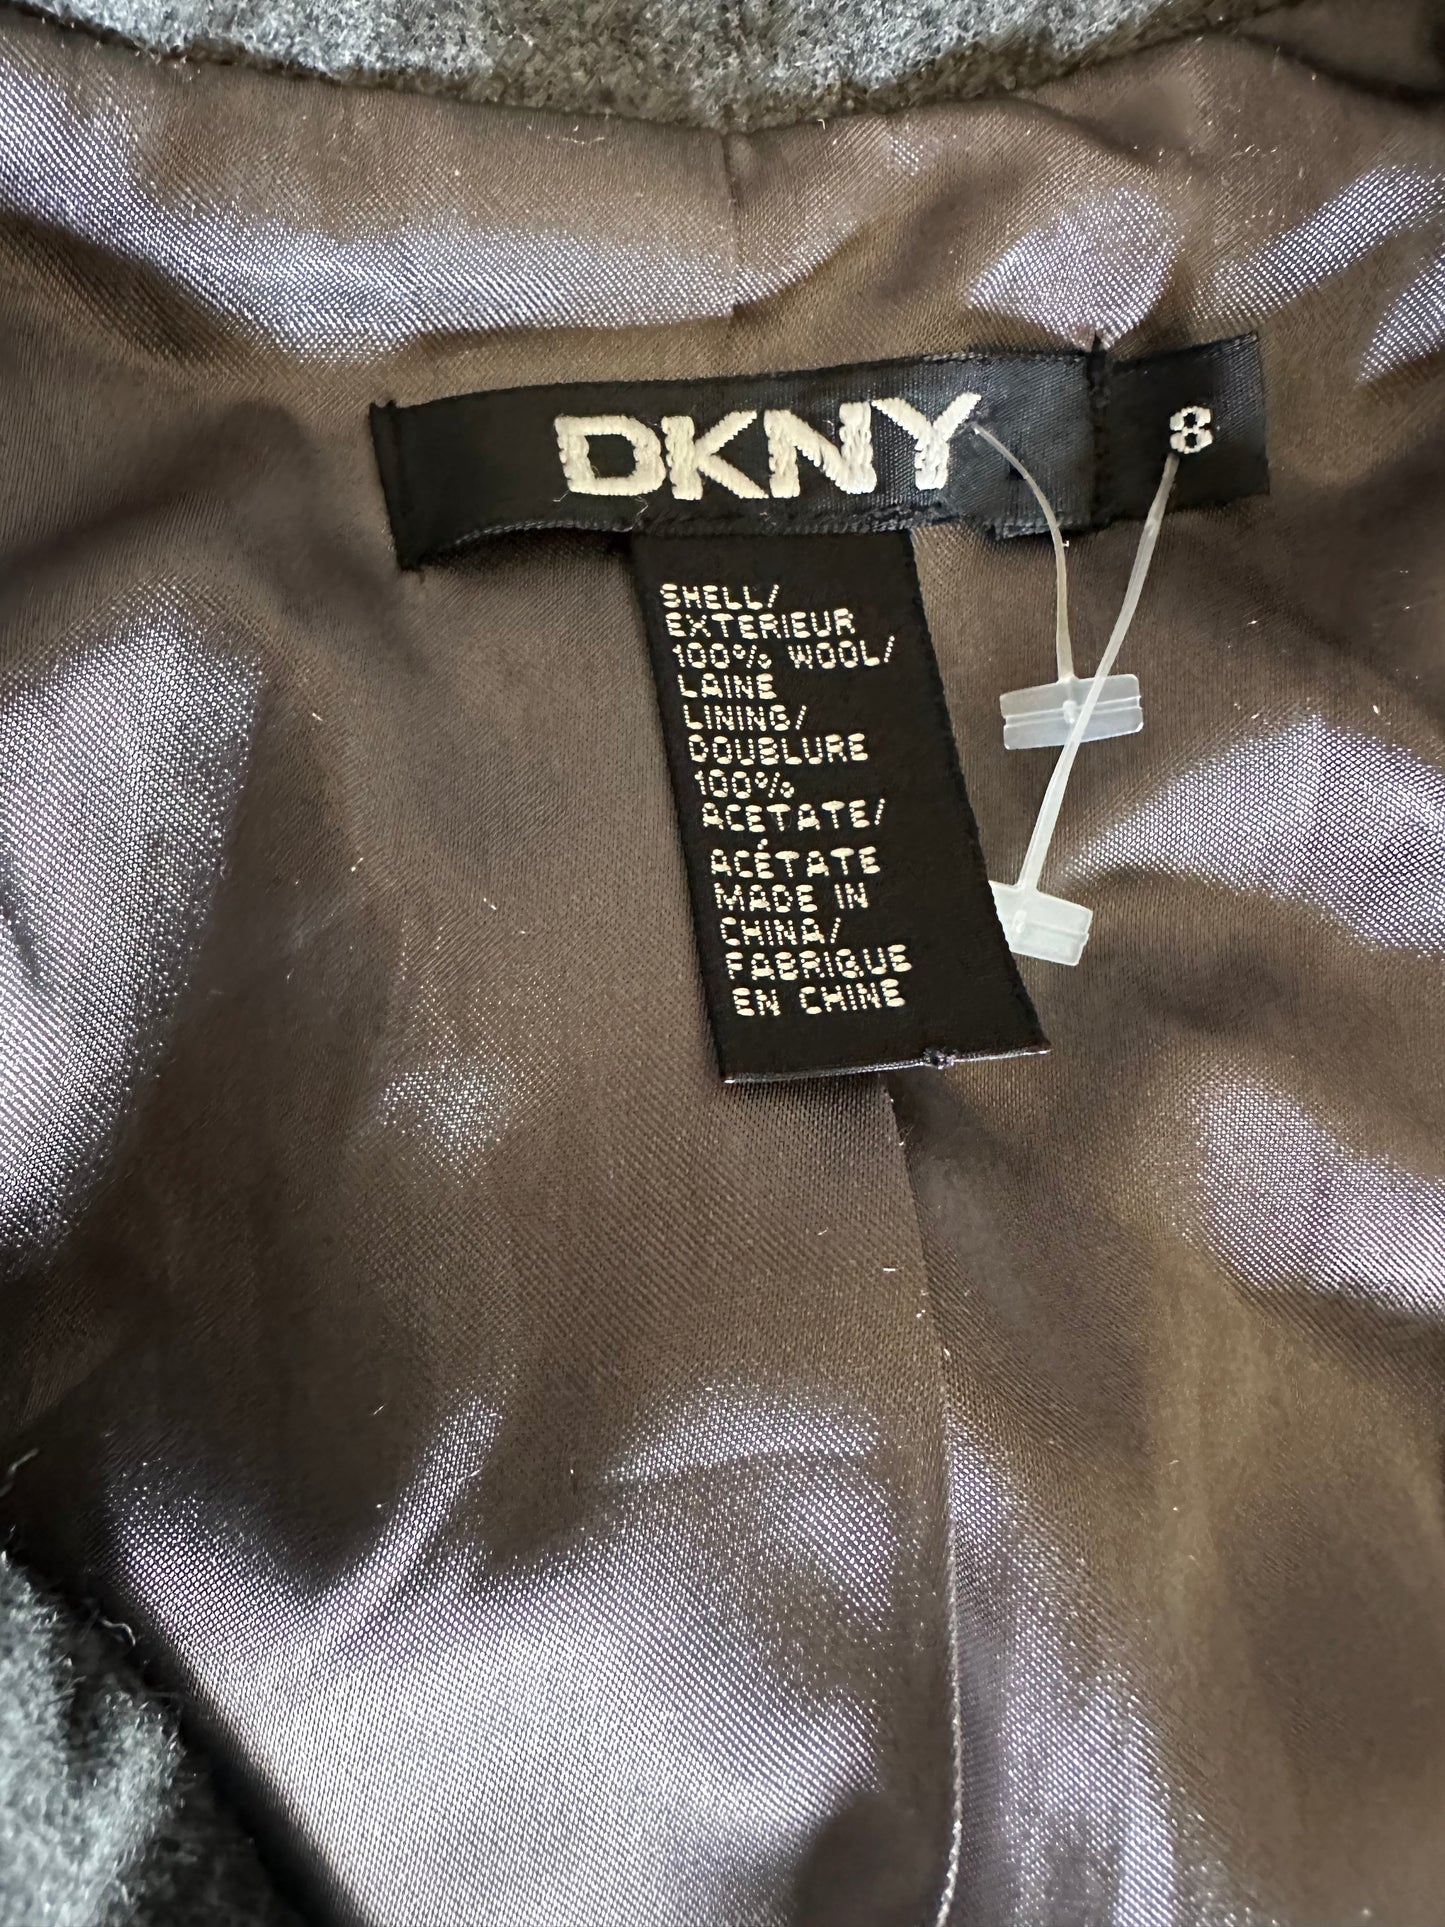 DKNY
8
SHELL/
EXTERIEUR
100% WOOL/
LAINE
LINING/
DOUBLURE
100%
ACETATE/
ACÉTATE
MADE IN
CHINA/
FABRIQUE
EN CHINE